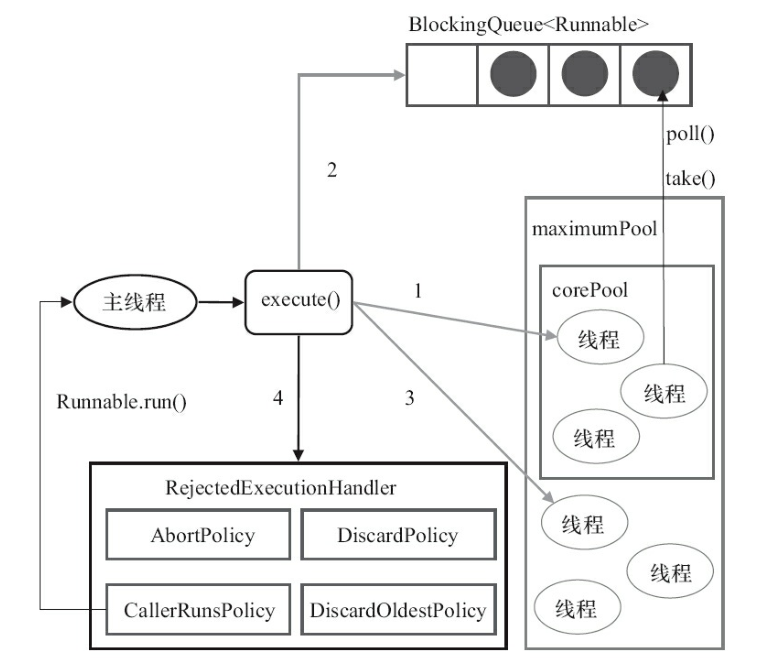 BlockingQueue<Runnable>
poll()
2
take()
maximumPool
corePool
主线程
execute()
1
线程
Runnable.run()
4
3
线程
线程
RejectedExecutionHandler
AbortPolicy
DiscardPolicy
线程
线程
CallerRunsPolicy
DiscardOldestPolicy
线程